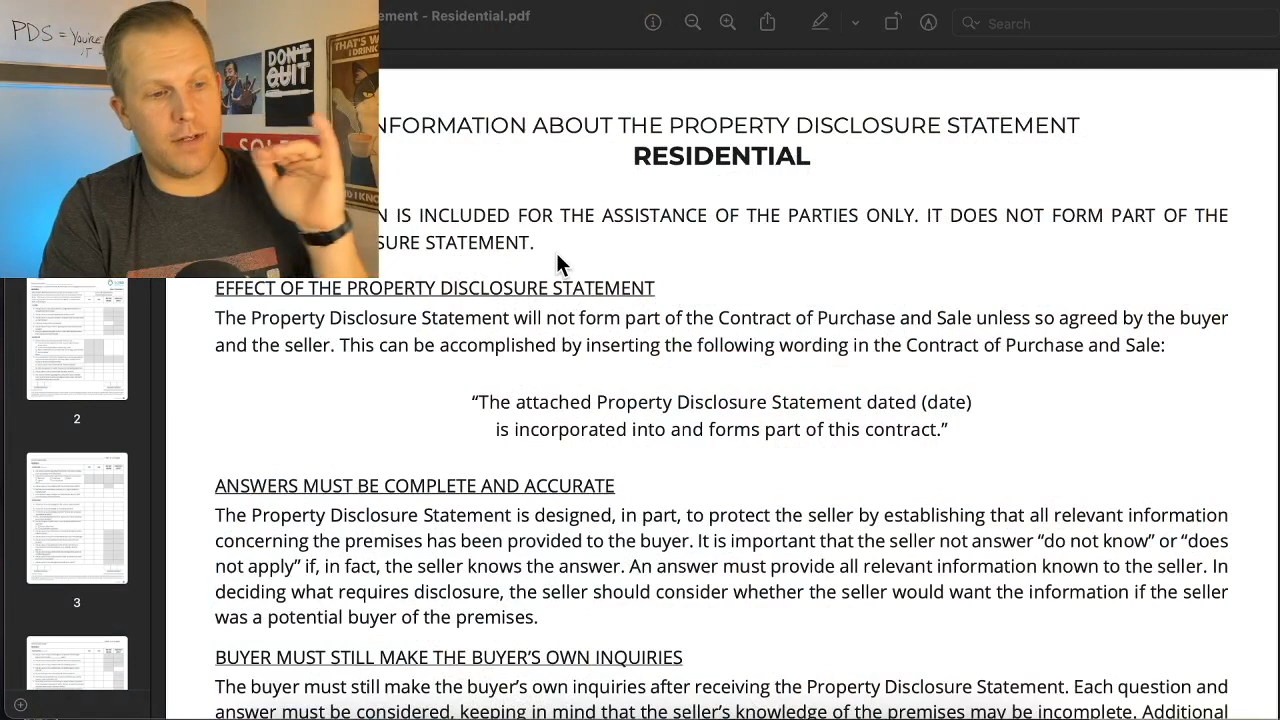 ement - Residential.pdf
Search
PDS = YOU'RE
IT
DON'T
QUIT
THAT'S W
I DRINK
SOLD
D I KNO
NFORMATION ABOUT THE PROPERTY DISCLOSURE STATEMENT
RESIDENTIAL
N IS INCLUDED FOR THE ASSISTANCE OF THE PARTIES ONLY. IT DOES NOT FORM PART OF THE
SURE STATEMENT.
EFFECT OF THE PROPERTY DISCLOSURE STATEMENT
The Property Disclosure Statement will not form part of the Contract of Purchase and Sale unless so agreed by the buyer
and the seller. This can be accomplished by inserting the following wording in the Contract of Purchase and Sale:
"The attached Property Disclosure Statement dated (date)
is incorporated into and forms part of this contract."
ANSWERS MUST BE COMPLETE AND ACCURATE
The Property Disclosure Statement is designed, in part, to protect the seller by establishing that all relevant information
concerning the premises has been provided to the buyer. It is important that the seller not answer "do not know" or "does
not apply" if, in fact, the seller knows the answer. An answer must provide all relevant information known to the seller. In
deciding what requires disclosure, the seller should consider whether the seller would want the information if the seller
was a potential buyer of the premises.
BUYER MUST STILL MAKE THE BUYER'S OWN INQUIRIES
The buyer must still make the buyer's own inquiries after receiving the Property Disclosure Statement. Each question and
answer must be considered, keeping in mind that the seller's knowledge of the premises may be incomplete. Additional
2
3